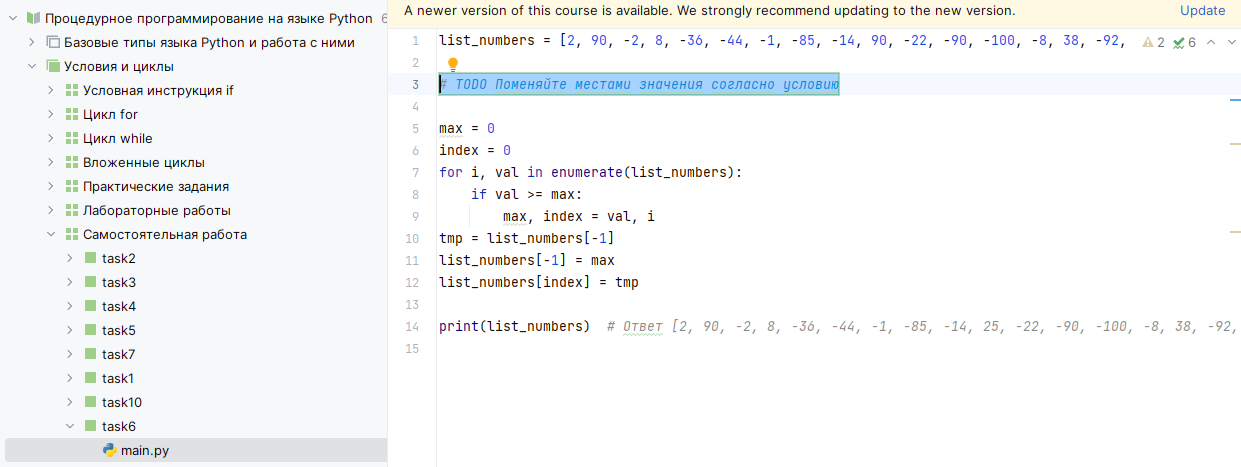 Процедурное программирование на языке Python 6
Базовые типы языка Python и работа с ними
Условия и циклы
Условная инструкция if
Цикл for
Цикл while
Вложенные циклы
Практические задания
Лабораторные работы
Самостоятельная работа
task2
task3
task4
task5
task7
task1
task10
task6
main.py
A newer version of this course is available. We strongly recommend updating to the new version. Update
1 list_numbers = [2, 90, -2, 8, -36, -44, -1, -85, -14, 90, -22, -90, -100, -8, 38, -92, 2 6
2
3 # TODO Поменяйте местами значения согласно условию
4
5 max = 0
6 index = 0
7 for i, val in enumerate(list_numbers):
8 if val >= max:
9 max, index = val, i
10 tmp = list_numbers[-1]
11 list_numbers[-1] = max
12 list_numbers[index] = tmp
13
14 print(list_numbers)  # Ответ [2, 90, -2, 8, -36, -44, -1, -85, -14, 25, -22, -90, -100, -8, 38, -92,
15